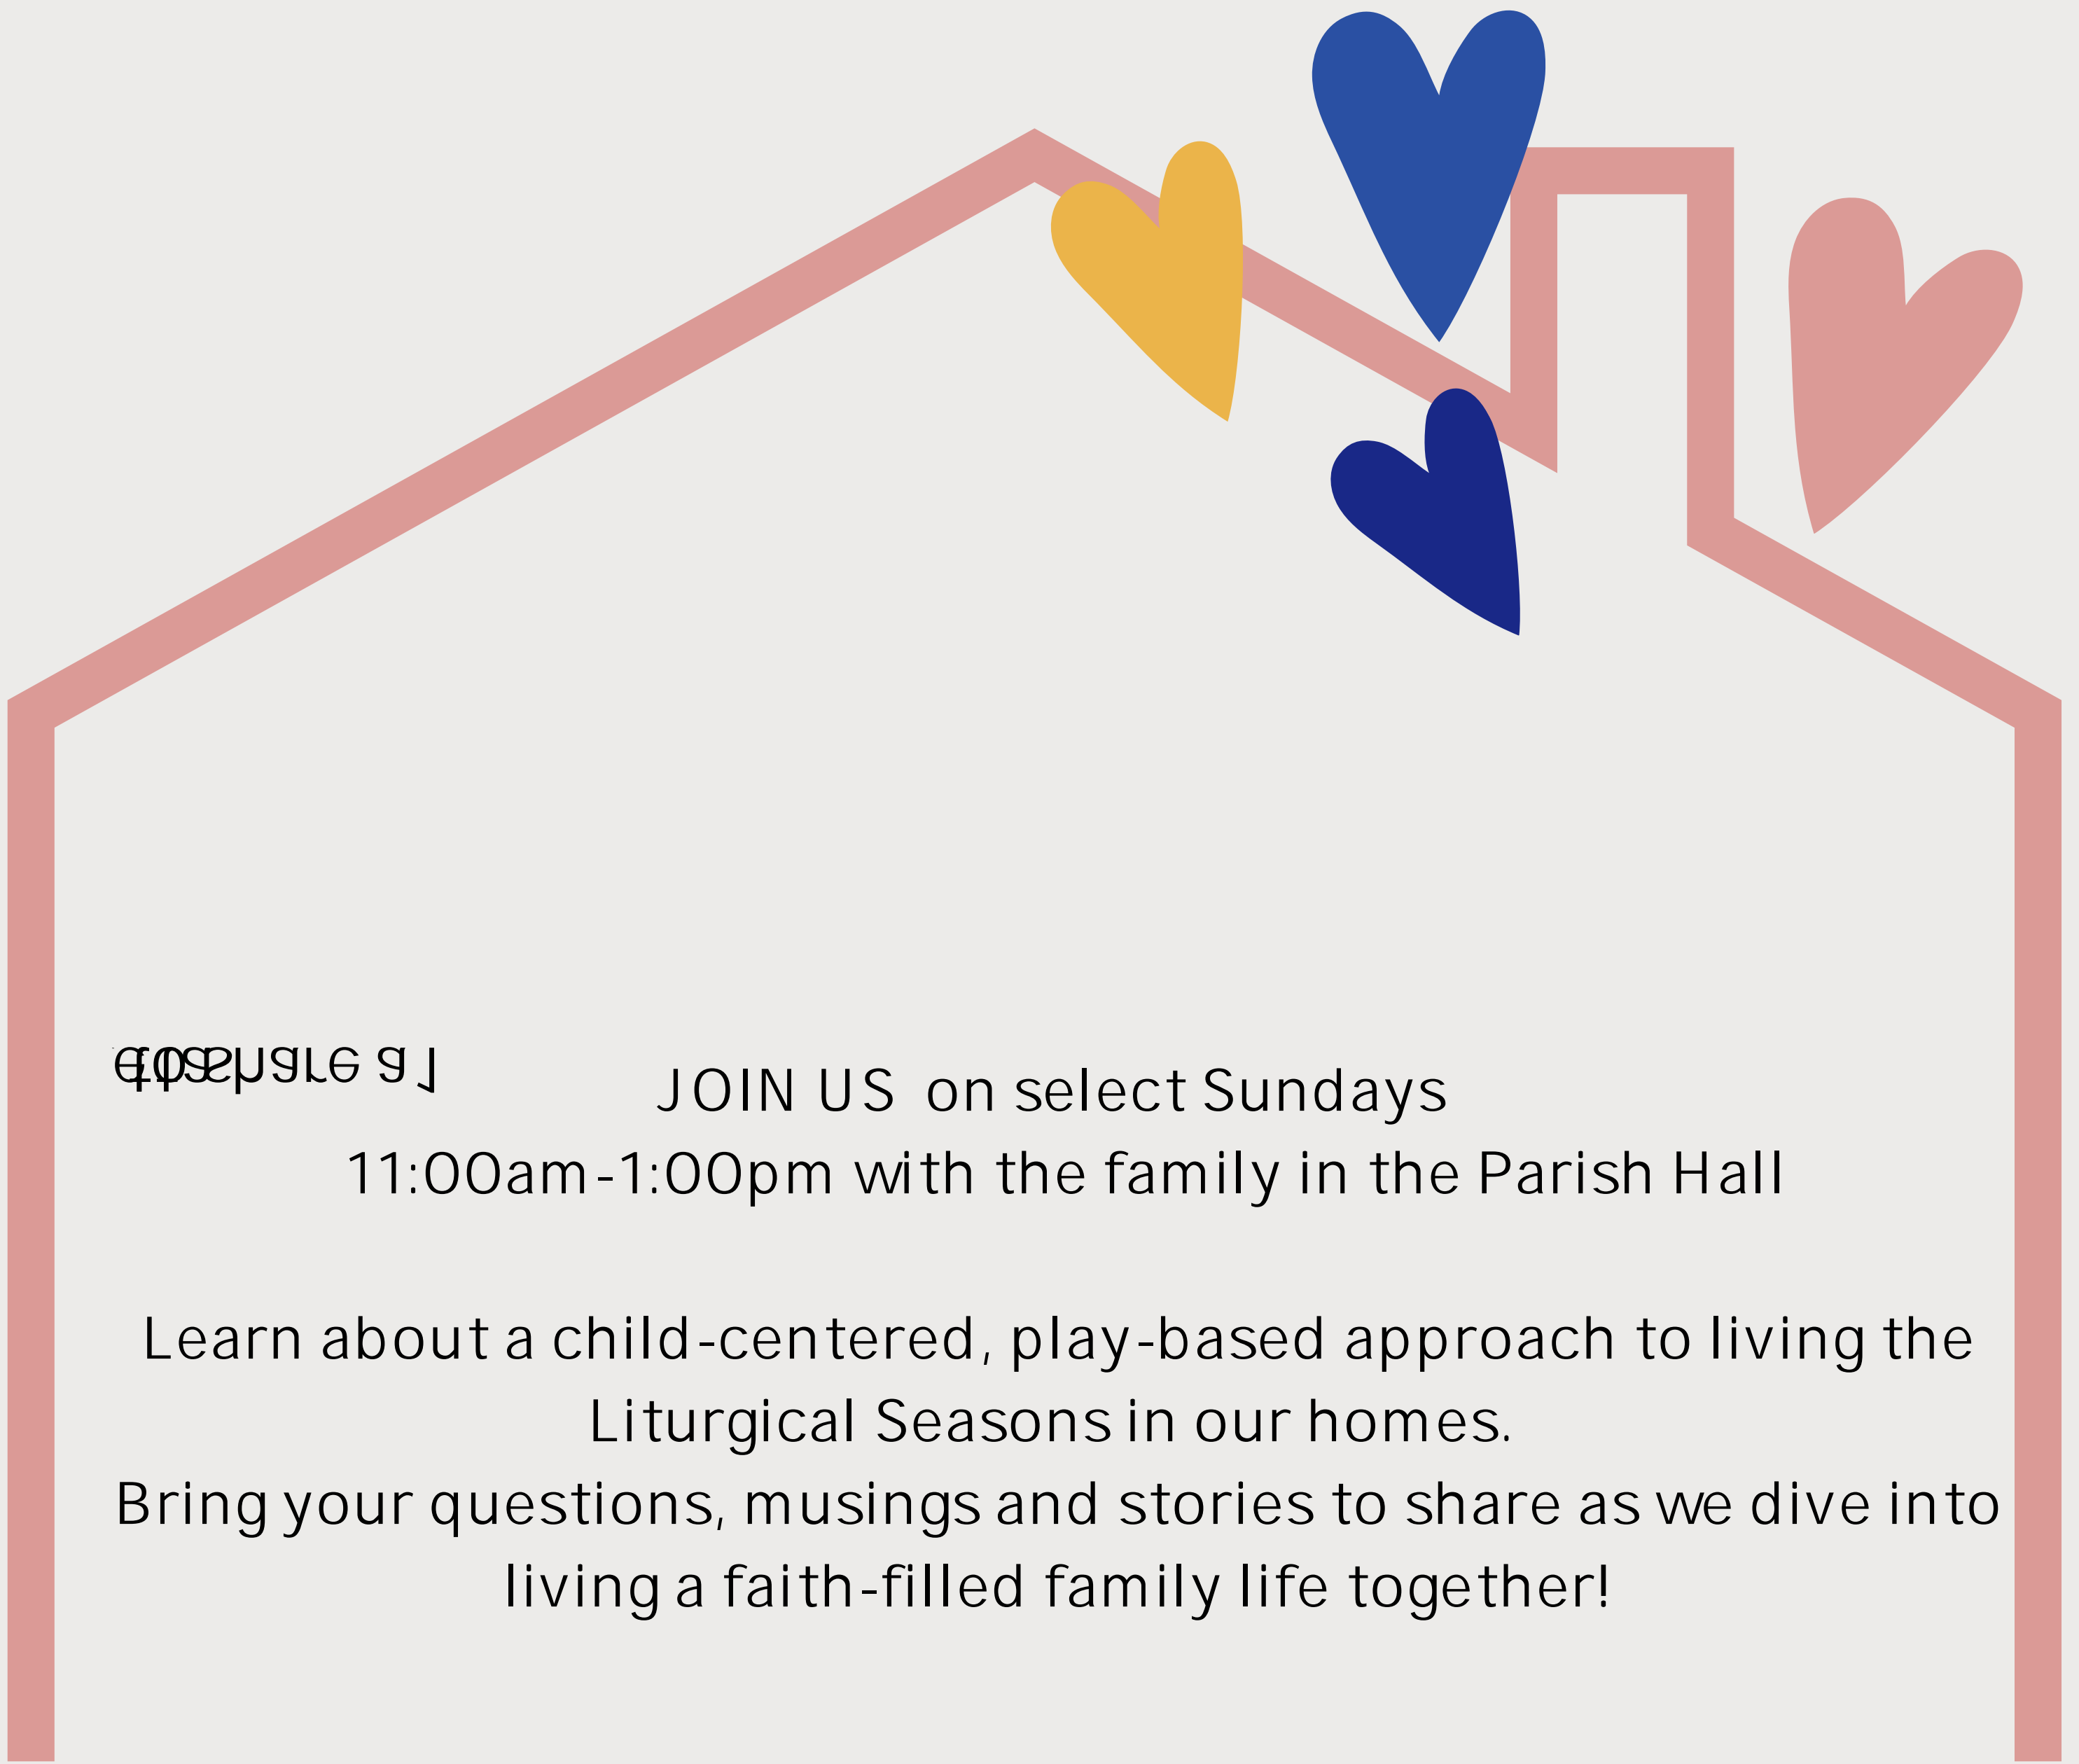 JOIN US on select Sundays
11:00am-1:00pm with the family in the Parish Hall
Learn about a child-centered, play-based approach to living the
Liturgical Seasons in our homes.
Bring your questions, musings and stories to share as we dive into
living a faith-filled family life together!